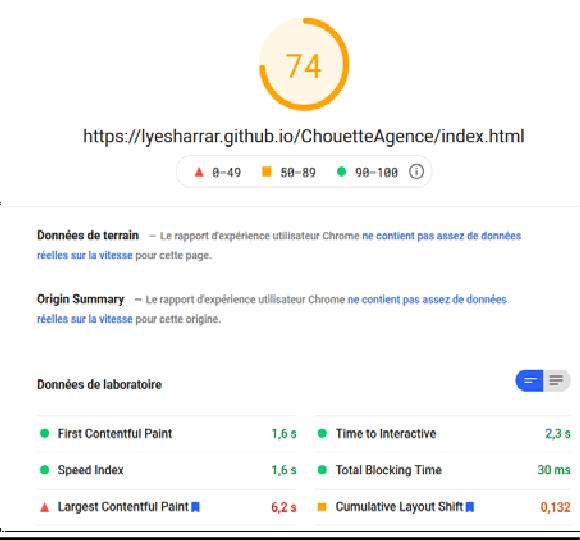 74
https://lyesharrar.github.io/ChouetteAgence/index.html
0–49 50–89 90–100
Données de terrain — Le rapport d'expérience utilisateur Chrome ne contient pas assez de données
réelles sur la vitesse pour cette page.
Origin Summary — Le rapport d'expérience utilisateur Chrome ne contient pas assez de données
réelles sur la vitesse pour cette origine.
Données de laboratoire
First Contentful Paint 1,6 s Time to Interactive 2,3 s
Speed Index 1,6 s Total Blocking Time 30 ms
Largest Contentful Paint 6,2 s Cumulative Layout Shift 0,132